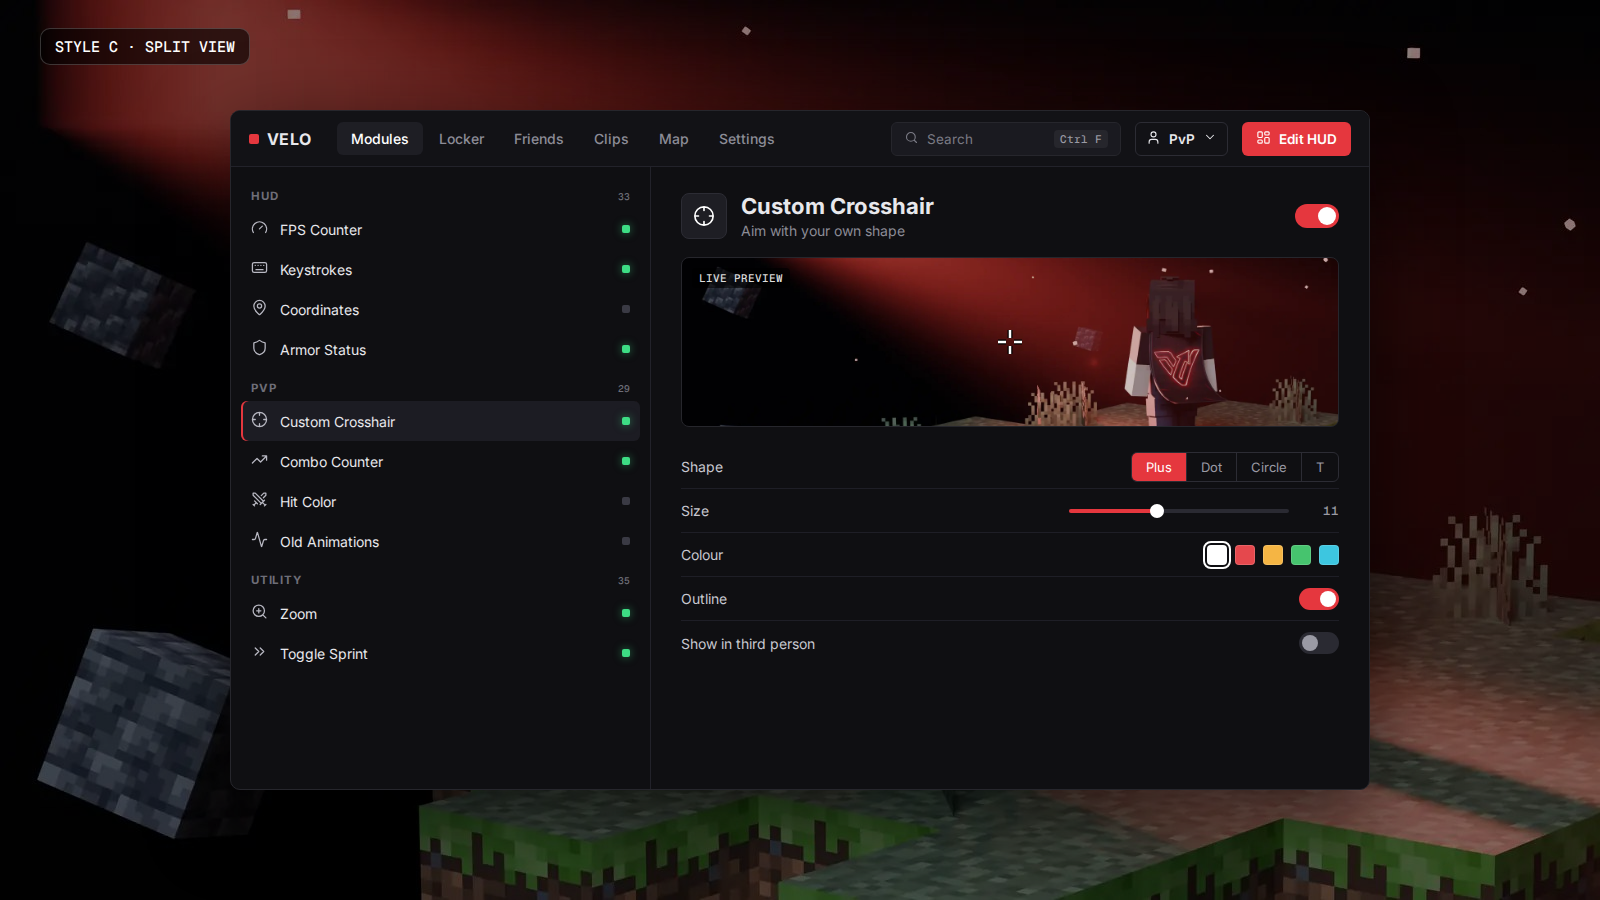 STYLE C · SPLIT VIEW
VELO
Modules
Locker
Friends
Clips
Map
Settings
Search
Ctrl F
PvP
Edit HUD
HUD
33
FPS Counter
Keystrokes
Coordinates
Armor Status
PVP
29
Custom Crosshair
Combo Counter
Hit Color
Old Animations
UTILITY
35
Zoom
Toggle Sprint
Custom Crosshair
Aim with your own shape
LIVE PREVIEW
Shape
Plus
Dot
Circle
T
Size
11
Colour
Outline
Show in third person